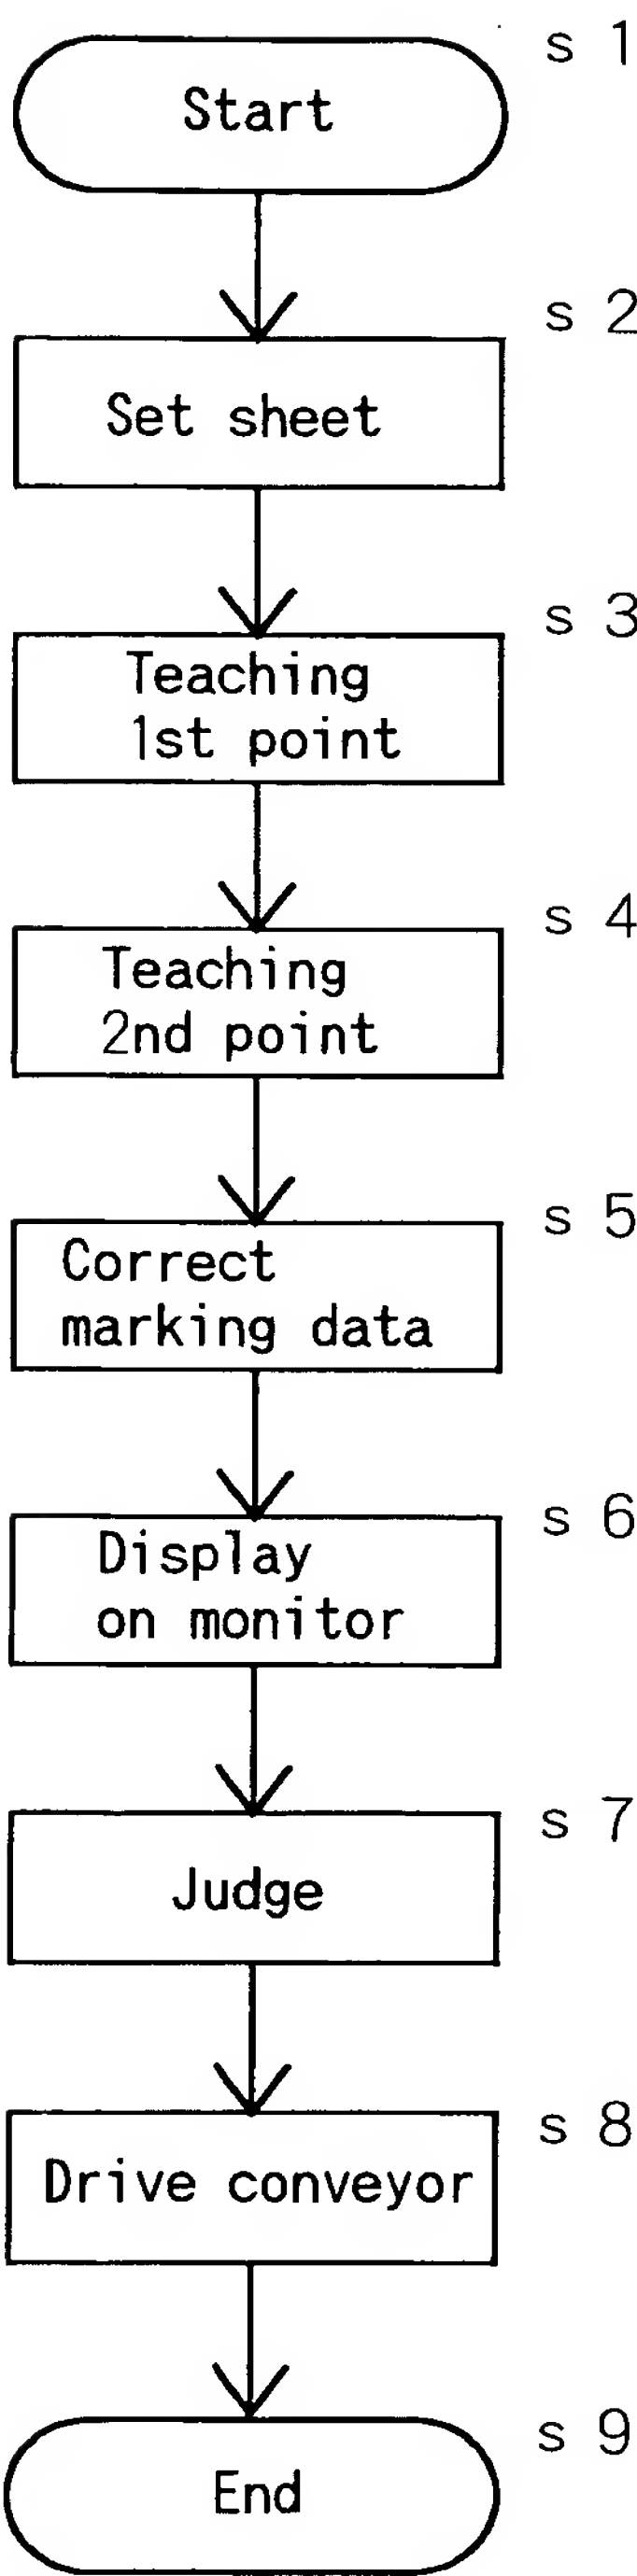 s 1
Start
s 2
Set sheet
s 3
Teaching
1st point
s 4
Teaching
2nd point
s 5
Correct
marking data
s 6
Display
on monitor
s 7
Judge
s 8
Drive conveyor
s 9
End